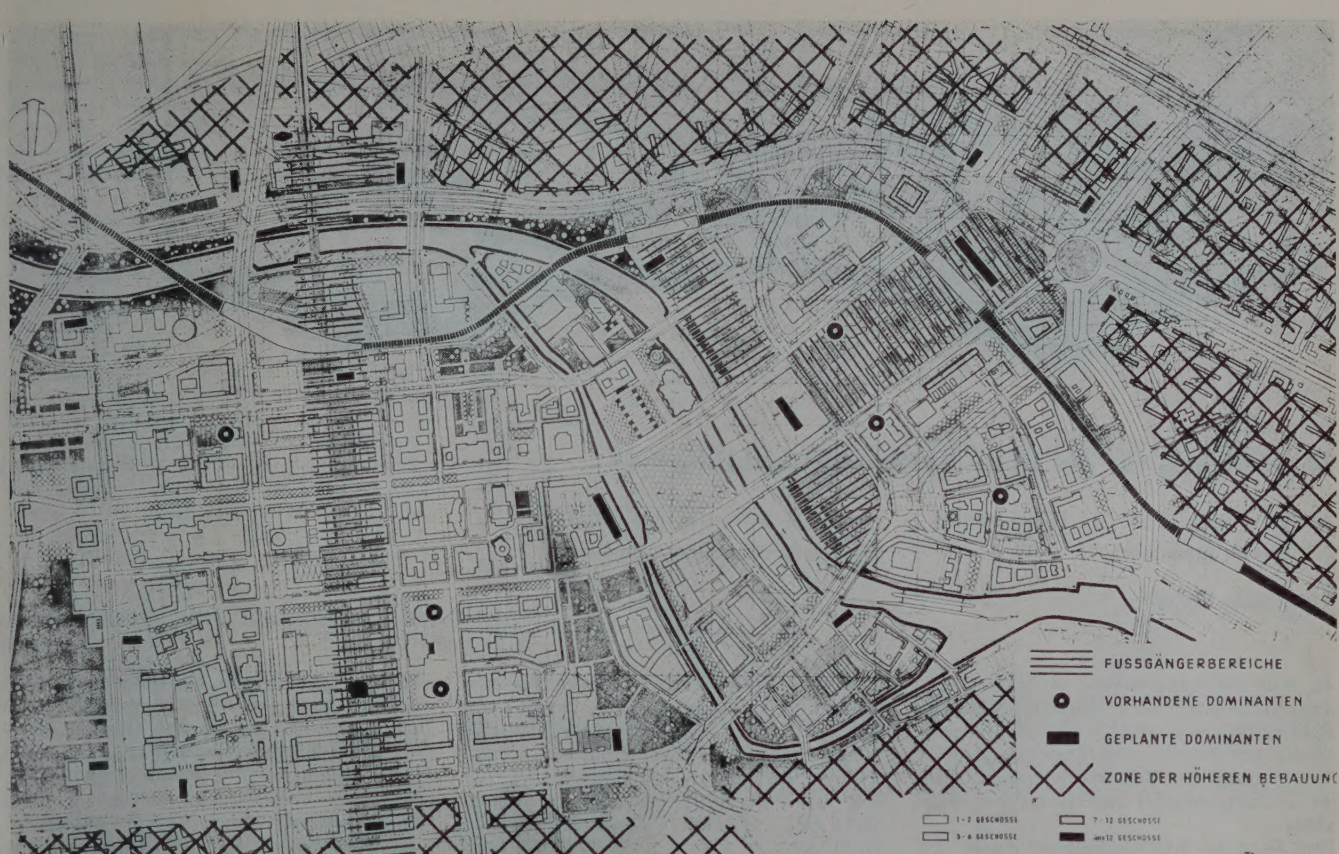 FUSSGÄNGERBEREICHE
VORHANDENE DOMINANTEN
GEPLANTE DOMINANTEN
ZONE DER HÖHEREN BEBAUUNG
1 - 2 GESCHOSSE
3 - 6 GESCHOSSE
7 - 12 GESCHOSSE
über 12 GESCHOSSE